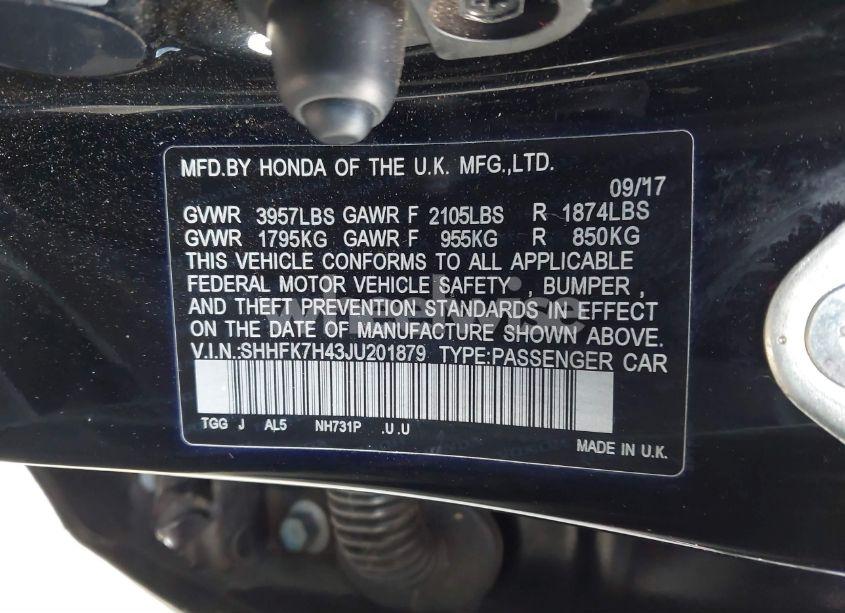 MFD.BY HONDA OF THE U.K. MFG.,LTD.
09/17
GVWR 3957LBS GAWR F 2105LBS R 1874LBS
GVWR 1795KG GAWR F 955KG R 850KG
THIS VEHICLE CONFORMS TO ALL APPLICABLE
FEDERAL MOTOR VEHICLE SAFETY , BUMPER ,
AND THEFT PREVENTION STANDARDS IN EFFECT
ON THE DATE OF MANUFACTURE SHOWN ABOVE.
V.I.N.:SHHFK7H43JU201879 TYPE:PASSENGER CAR
TGG J AL5 NH731P .U .U
MADE IN U.K.
wheelwise